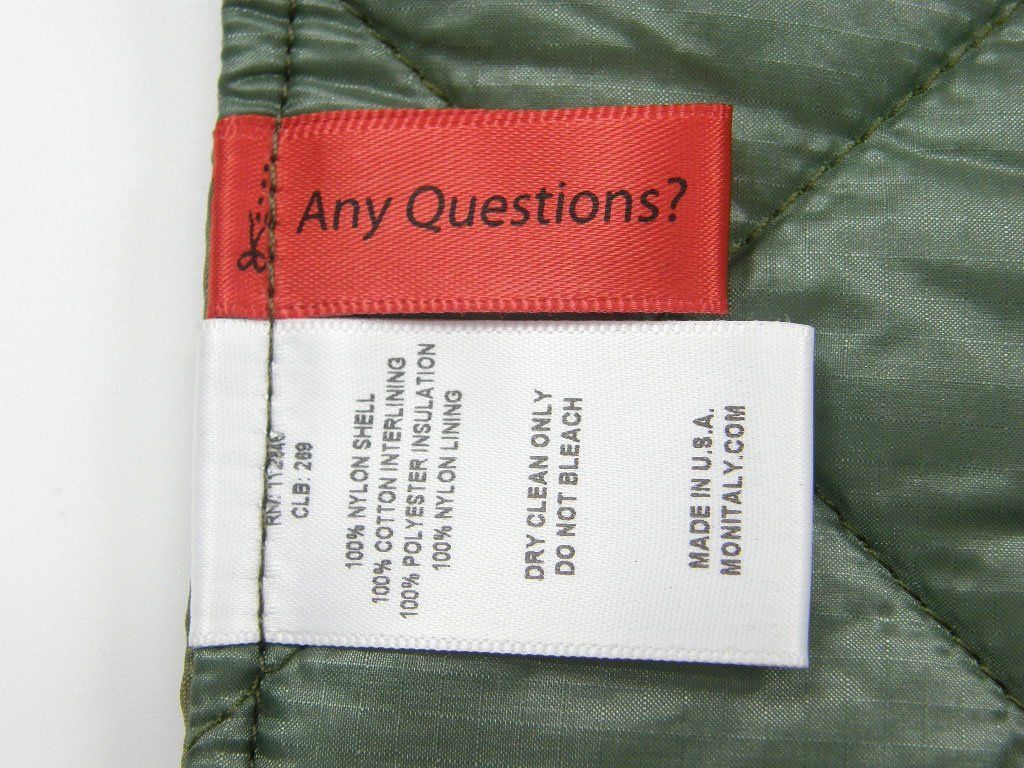 Any Questions?
CLB: 289
100% NYLON SHELL
100% COTTON INTERLINING
100% POLYESTER INSULATION
100% NYLON LINING
DRY CLEAN ONLY
DO NOT BLEACH
MADE IN U.S.A.
MONITALY.COM